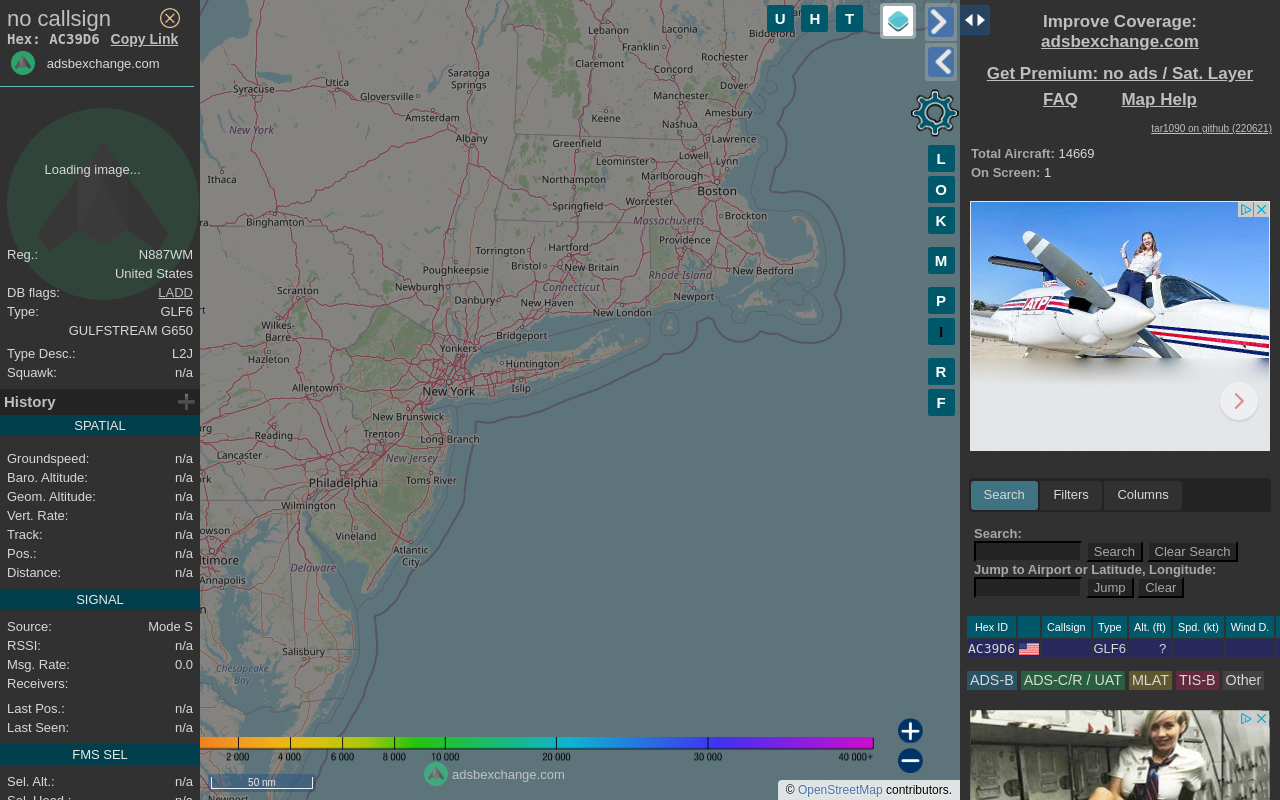 no callsign
Hex: AC39D6 Copy Link
adsbexchange.com
Loading image...
Reg.: N887WM
United States
DB flags: LADD
Type: GLF6
GULFSTREAM G650
Type Desc.: L2J
Squawk: n/a
History
SPATIAL
Groundspeed: n/a
Baro. Altitude: n/a
Geom. Altitude: n/a
Vert. Rate: n/a
Track: n/a
Pos.: n/a
Distance: n/a
SIGNAL
Source: Mode S
RSSI: n/a
Msg. Rate: 0.0
Receivers:
Last Pos.: n/a
Last Seen: n/a
FMS SEL
Sel. Alt.: n/a
Sel. Head.: n/a
U H T
L
O
K
M
P
I
R
F
Lebanon
Laconia
Franklin
Biddeford
Claremont
Rochester
Concord
Dover
Saratoga
Springs
Utica
Syracuse
Gloversville
Manchester
Amesbury
Keene
Amsterdam
Nashua
New York
Albany
Lawrence
Greenfield
Lowell
Leominster
Lynn
Ithaca
Northampton
Marlborough
Boston
Worcester
Springfield
Binghamton
Massachusetts
Brockton
Providence
Hartford
Torrington
Bristol
New Britain
Poughkeepsie
New Bedford
Rhode Island
Newburgh
Connecticut
Scranton
Danbury
New Haven
Newport
New London
Wilkes-
Barre
Bridgeport
Yonkers
Hazleton
Huntington
Allentown
New York
Islip
New Brunswick
Reading
Trenton
Long Branch
Lancaster
New Jersey
Philadelphia
Toms River
Wilmington
Vineland
Atlantic
City
Delaware
Annapolis
Salisbury
Chesapeake
Bay
2 000
4 000
6 000
8 000
10 000
20 000
30 000
40 000+
adsbexchange.com
50 nm
© OpenStreetMap contributors.
Improve Coverage:
adsbexchange.com
Get Premium: no ads / Sat. Layer
FAQ Map Help
tar1090 on github (220621)
Total Aircraft: 14669
On Screen: 1
ATP
Search Filters Columns
Search:
Search Clear Search
Jump to Airport or Latitude, Longitude:
Jump Clear
Hex ID Callsign Type Alt. (ft) Spd. (kt) Wind D.
AC39D6 GLF6 ?
ADS-B ADS-C/R / UAT MLAT TIS-B Other